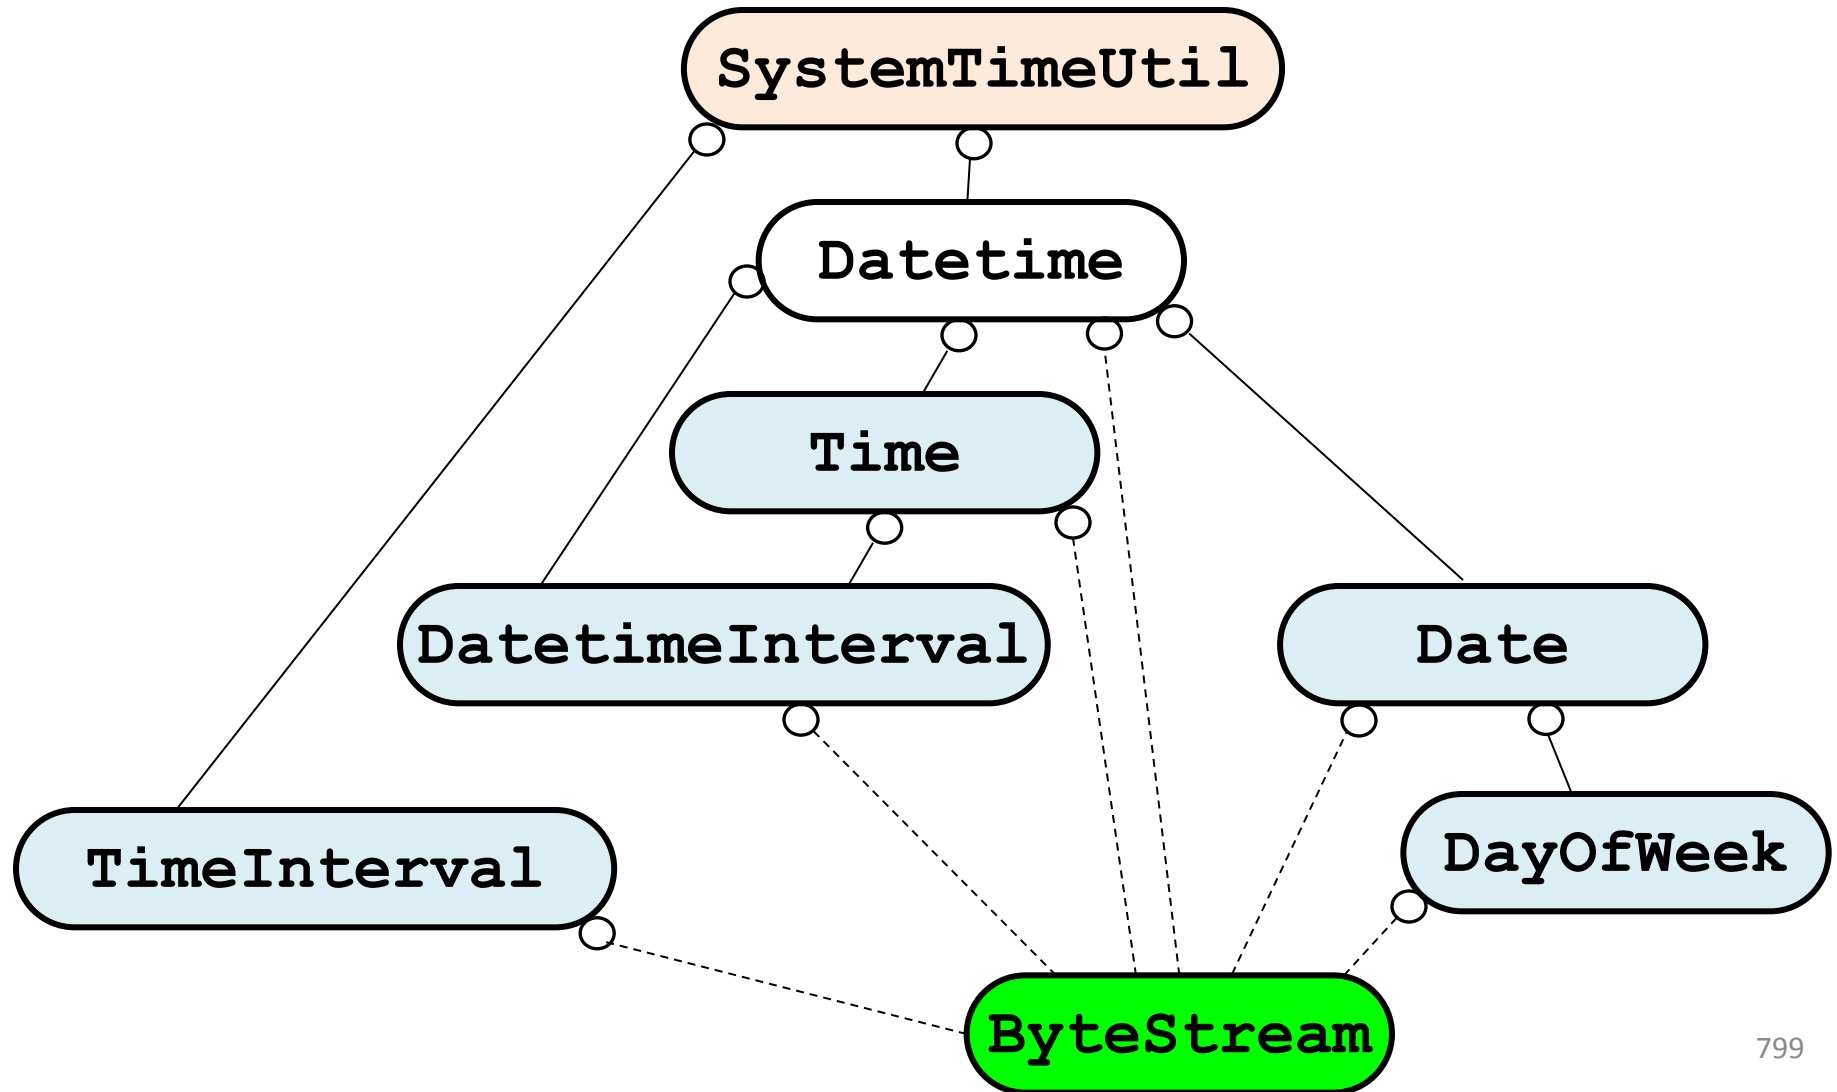 SystemTimeUtil
Datetime
Time
DatetimeInterval
Date
TimeInterval
DayOfWeek
ByteStream
799